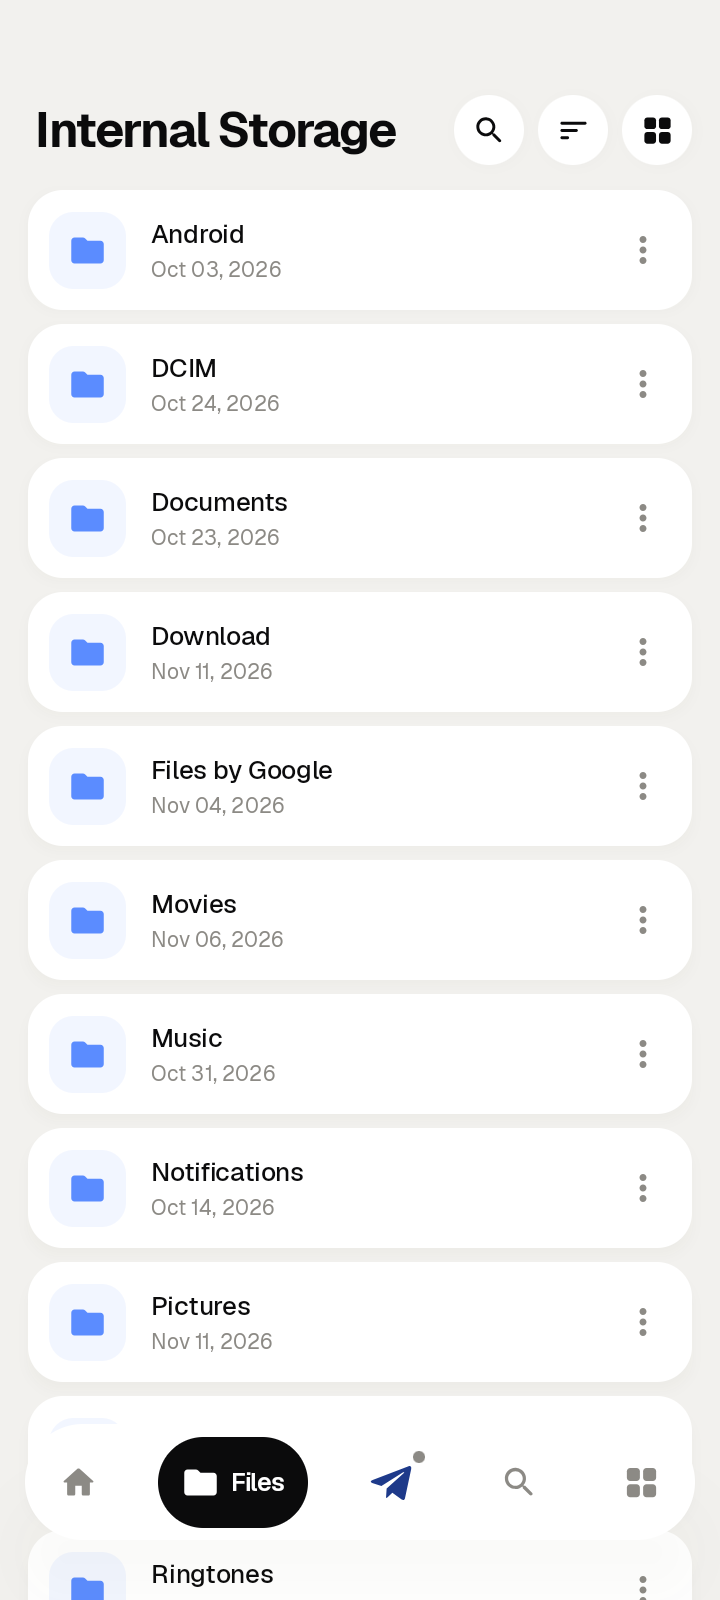 Internal Storage
Android
Oct 03, 2026
DCIM
Oct 24, 2026
Documents
Oct 23, 2026
Download
Nov 11, 2026
Files by Google
Nov 04, 2026
Movies
Nov 06, 2026
Music
Oct 31, 2026
Notifications
Oct 14, 2026
Pictures
Nov 11, 2026
Files
Ringtones